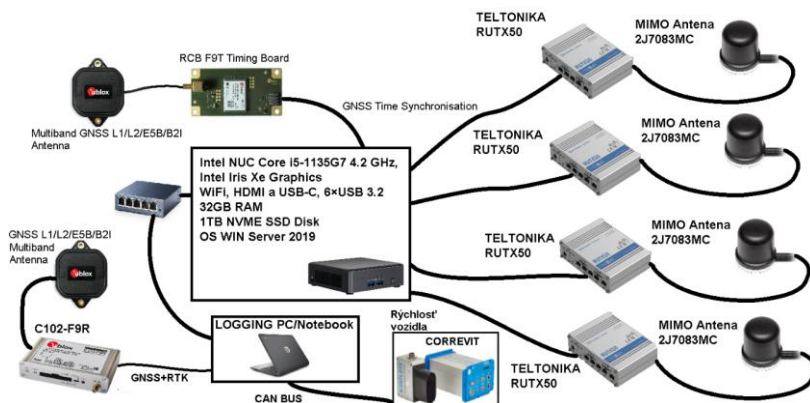 RCB F9T Timing Board
TELTONIKA
RUTX50
MIMO Antena
2J7083MC
ublox
GNSS Time Synchronisation
Multiband GNSS L1/L2/E5B/B2I
Antenna
TELTONIKA
RUTX50
MIMO Antena
2J7083MC
Intel NUC Core i5-1135G7 4.2 GHz,
Intel Iris Xe Graphics
WiFi, HDMI a USB-C, 6×USB 3.2
32GB RAM
1TB NVME SSD Disk
OS WIN Server 2019
GNSS L1/L2/E5B/B2I
Multiband
Antenna
ublox
TELTONIKA
RUTX50
MIMO Antena
2J7083MC
C102-F9R
LOGGING PC/Notebook
Rýchlosť
vozidla
CORREVIT
TELTONIKA
RUTX50
MIMO Antena
2J7083MC
GNSS+RTK
CAN BUS